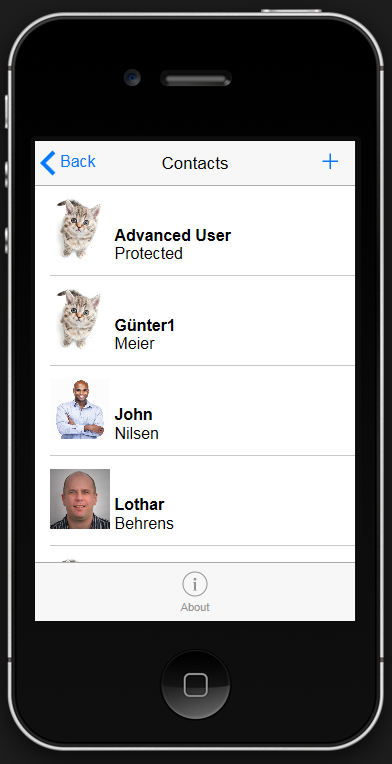 Back
Contacts
+
Advanced User
Protected
Günter1
Meier
John
Nilsen
Lothar
Behrens
About